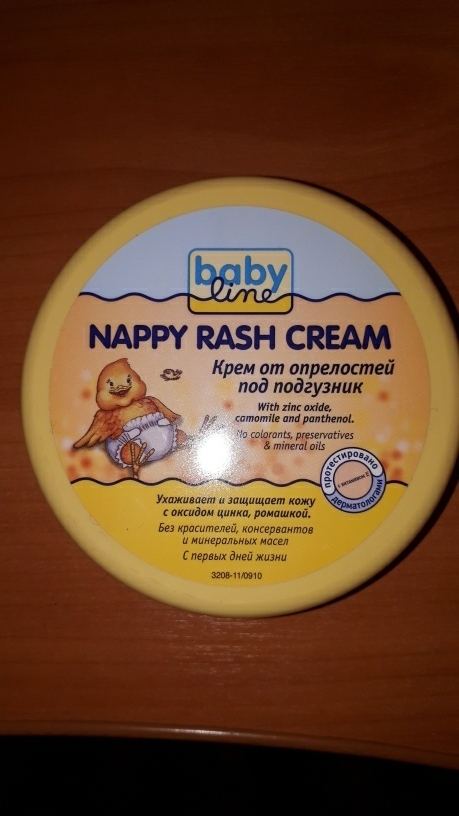 baby
line
NAPPY RASH CREAM
Крем от опрелостей
под подгузник
With zinc oxide,
camomile and panthenol.
No colorants, preservatives
& mineral oils
протестировано
с витамином Е
дерматологами
Ухаживает и защищает кожу
с оксидом цинка, ромашкой.
Без красителей, консервантов
и минеральных масел
С первых дней жизни
3208-11/0910